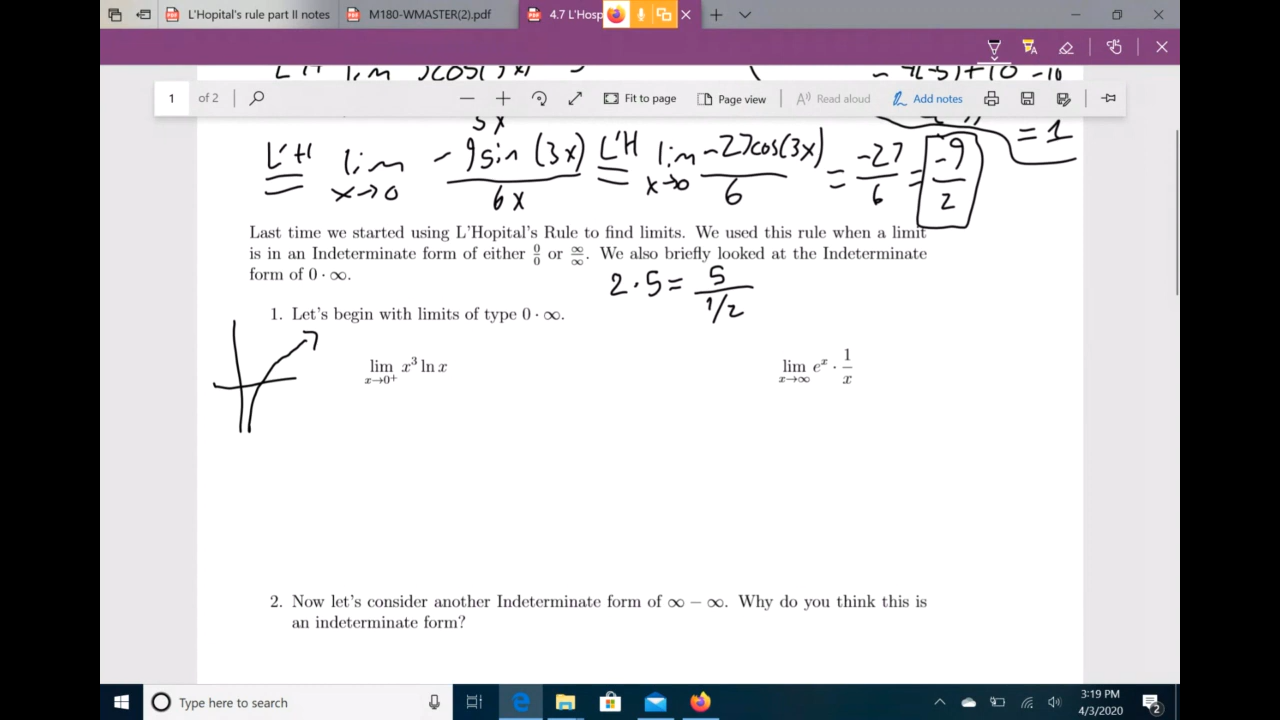 L'Hopital's rule part II notes
M180-WMASTER(2).pdf
4.7 L'Hosp
1 of 2
Fit to page
Page view
Read aloud
Add notes
L'H lim 3cos(3x)
-10
3x
= 1
L'H lim x→0 -9sin(3x)/6x L'H = lim x→0 -27cos(3x)/6 = -27/6 = -9/2
Last time we started using L'Hopital's Rule to find limits. We used this rule when a limit
is in an Indeterminate form of either 0/0 or ∞/∞. We also briefly looked at the Indeterminate
form of 0 · ∞.
2 · 5 = 5/(1/2)
1. Let's begin with limits of type 0 · ∞.
lim x→0⁺ x³ ln x
lim x→∞ eˣ · 1/x
2. Now let's consider another Indeterminate form of ∞ − ∞. Why do you think this is
an indeterminate form?
Type here to search
3:19 PM
4/3/2020
2